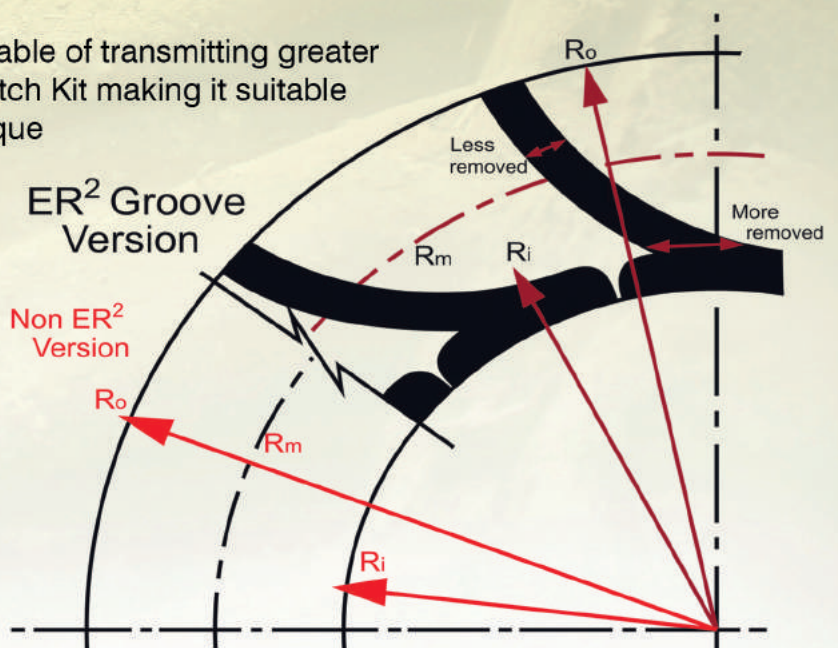 able of transmitting greater
tch Kit making it suitable
que
ER² Groove
Version
Non ER²
Version
Ro
Rm
Ri
Ro
Less
removed
More
removed
Rm
Ri